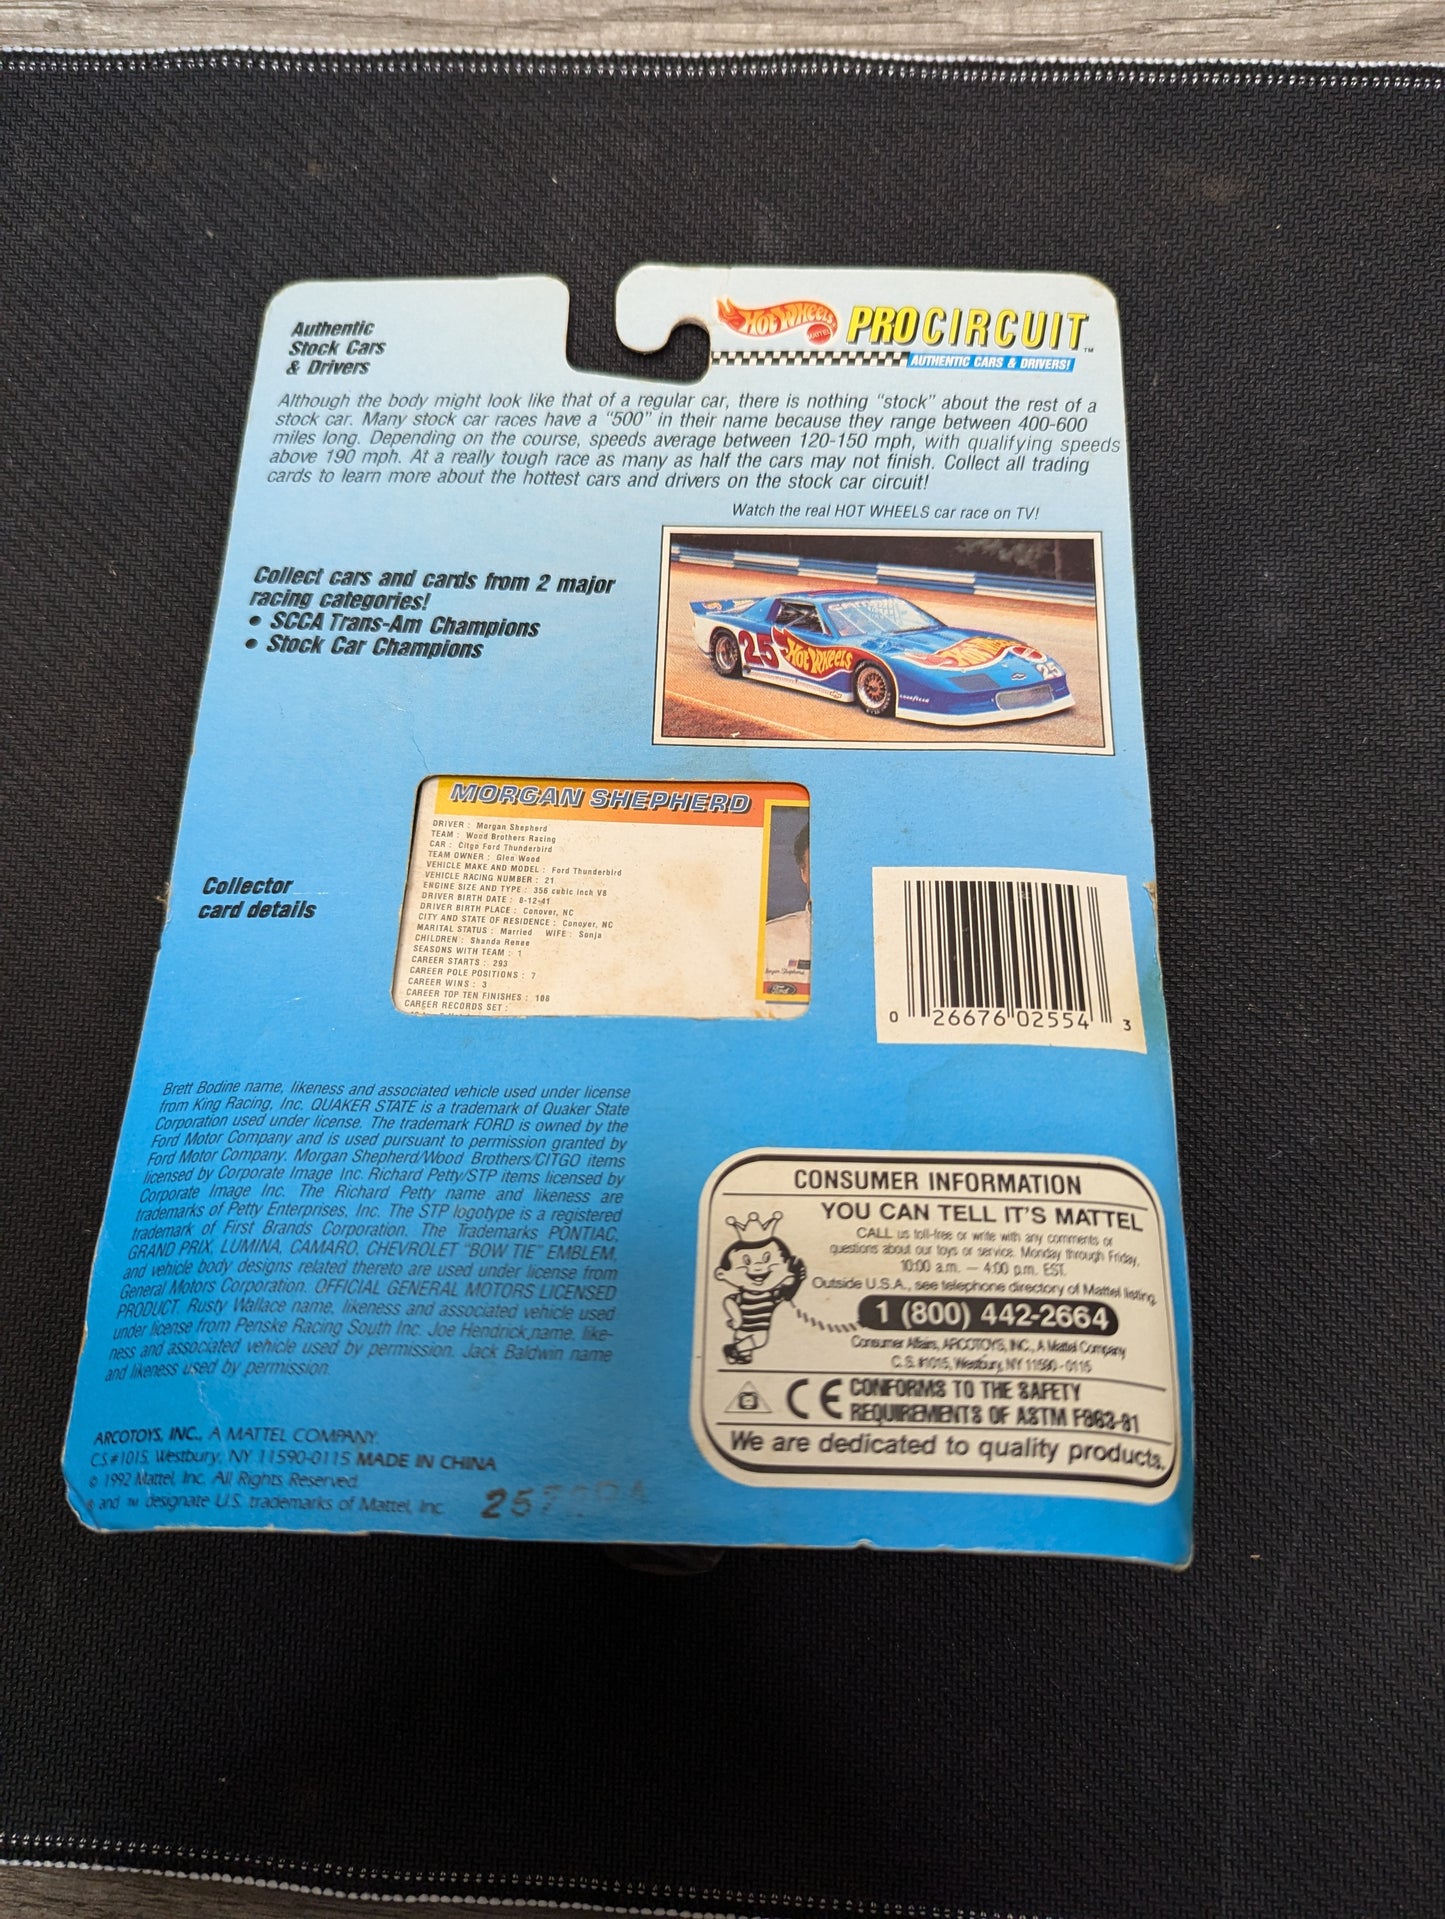 Authentic
Stock Cars
& Drivers
HOT WHEELS
MATTEL
PRO CIRCUIT™
AUTHENTIC CARS & DRIVERS!
Although the body might look like that of a regular car, there is nothing "stock" about the rest of a
stock car. Many stock car races have a "500" in their name because they range between 400-600
miles long. Depending on the course, speeds average between 120-150 mph, with qualifying speeds
above 190 mph. At a really tough race as many as half the cars may not finish. Collect all trading
cards to learn more about the hottest cars and drivers on the stock car circuit!
Watch the real HOT WHEELS car race on TV!
Collect cars and cards from 2 major
racing categories!
• SCCA Trans-Am Champions
• Stock Car Champions
25 HOT WHEELS
HOT WHEELS
25
MORGAN SHEPHERD
DRIVER : Morgan Shepherd
TEAM : Wood Brothers Racing
CAR : Citgo Ford Thunderbird
TEAM OWNER : Glen Wood
VEHICLE MAKE AND MODEL : Ford Thunderbird
VEHICLE RACING NUMBER : 21
ENGINE SIZE AND TYPE : 356 cubic inch V8
DRIVER BIRTH DATE : 8-12-41
DRIVER BIRTH PLACE : Conover, NC
CITY AND STATE OF RESIDENCE : Conover, NC
MARITAL STATUS : Married WIFE : Sonja
CHILDREN : Shanda Renee
SEASONS WITH TEAM : 1
CAREER STARTS : 293
CAREER POLE POSITIONS : 7
CAREER WINS : 3
CAREER TOP TEN FINISHES : 108
CAREER RECORDS SET :
Morgan Shepherd
Ford
Collector
card details
0 26676 02554 3
Brett Bodine name, likeness and associated vehicle used under license
from King Racing, Inc. QUAKER STATE is a trademark of Quaker State
Corporation used under license. The trademark FORD is owned by the
Ford Motor Company and is used pursuant to permission granted by
Ford Motor Company. Morgan Shepherd/Wood Brothers/CITGO items
licensed by Corporate Image Inc. Richard Petty/STP items licensed by
Corporate Image Inc. The Richard Petty name and likeness are
trademarks of Petty Enterprises, Inc. The STP logotype is a registered
trademark of First Brands Corporation. The Trademarks PONTIAC,
GRAND PRIX, LUMINA, CAMARO, CHEVROLET "BOW TIE" EMBLEM,
and vehicle body designs related thereto are used under license from
General Motors Corporation. OFFICIAL GENERAL MOTORS LICENSED
PRODUCT. Rusty Wallace name, likeness and associated vehicle used
under license from Penske Racing South Inc. Joe Hendrick name, like-
ness and associated vehicle used by permission. Jack Baldwin name
and likeness used by permission.
CONSUMER INFORMATION
YOU CAN TELL IT'S MATTEL
CALL us toll-free or write with any comments or
questions about our toys or service. Monday through Friday,
10:00 a.m. – 4:00 p.m. EST.
Outside U.S.A., see telephone directory of Mattel listing.
1 (800) 442-2664
Consumer Affairs, ARCOTOYS, INC., A Mattel Company
C.S. #1015, Westbury, NY 11590-0115
CE CONFORMS TO THE SAFETY
REQUIREMENTS OF ASTM F963-91
We are dedicated to quality products.
ARCOTOYS, INC., A MATTEL COMPANY.
C.S #1015, Westbury, NY 11590-0115 MADE IN CHINA
© 1992 Mattel, Inc. All Rights Reserved.
® and ™ designate U.S. trademarks of Mattel, Inc.